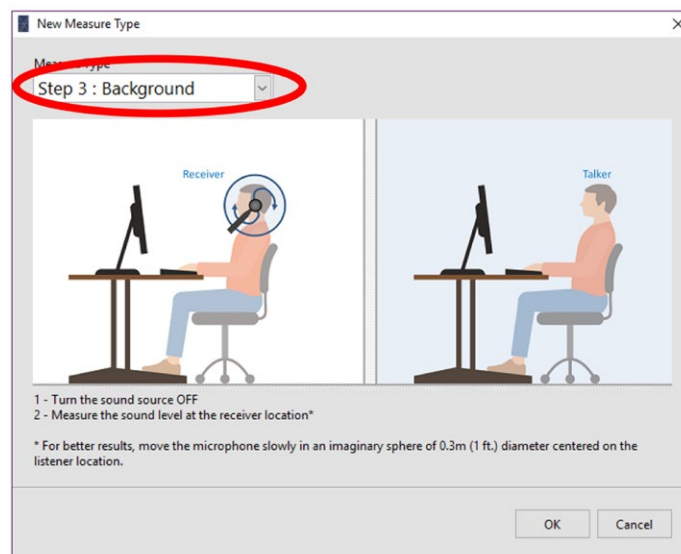 New Measure Type
Measure Type
Step 3 : Background
Receiver
Talker
1 - Turn the sound source OFF
2 - Measure the sound level at the receiver location*
* For better results, move the microphone slowly in an imaginary sphere of 0.3m (1 ft.) diameter centered on the
listener location.
OK
Cancel